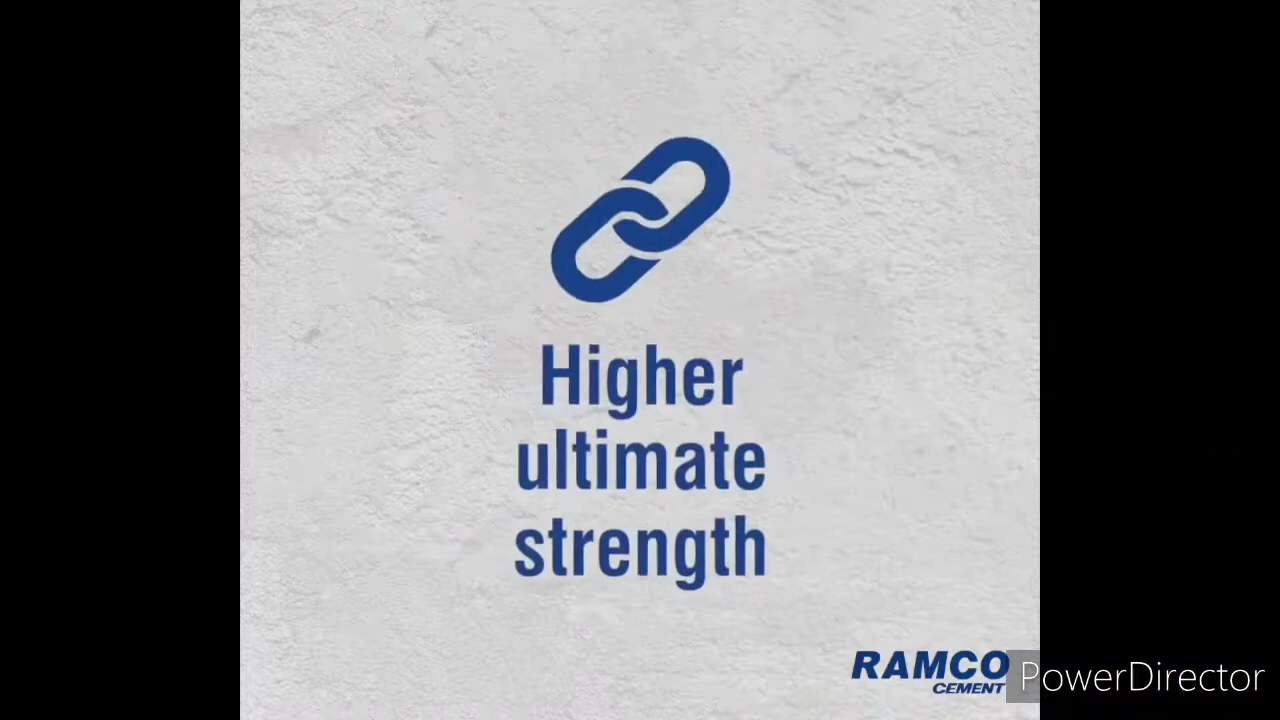 Higher
ultimate
strength
RAMCO
CEMENT
PowerDirector